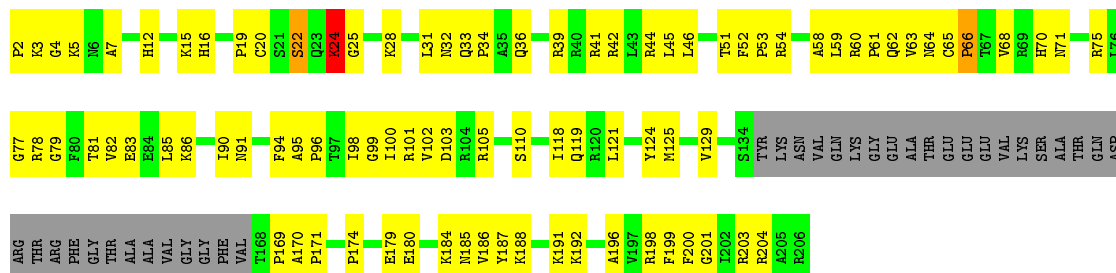 P2 K3 G4 K5 N6 A7 H12 K15 H16 P19 C20 S21 S22 Q23 K24 G25 K28 L31 N32 Q33 P34 A35 Q36 R39 R40 R41 R42 L43 R44 L45 L46 T51 F52 P53 R54 A58 L59 R60 P61 Q62 V63 N64 C65 P66 T67 V68 R69 H70 N71 R75 L76
G77 R78 G79 F80 T81 V82 E83 E84 L85 K86 I90 N91 F94 A95 P96 T97 I98 G99 I100 R101 V102 D103 R104 R105 S110 I118 Q119 R120 L121 Y124 M125 V129 S134 TYR LYS ASN VAL GLN LYS GLY GLU ALA THR GLU GLU GLU VAL LYS SER ALA THR GLN ASP
ARG THR ARG PHE GLY THR ALA ALA VAL GLY GLY PHE VAL T168 P169 A170 P171 P174 E179 E180 K184 N185 V186 Y187 K188 K191 K192 A196 V197 R198 F199 F200 G201 I202 R203 R204 A205 R206